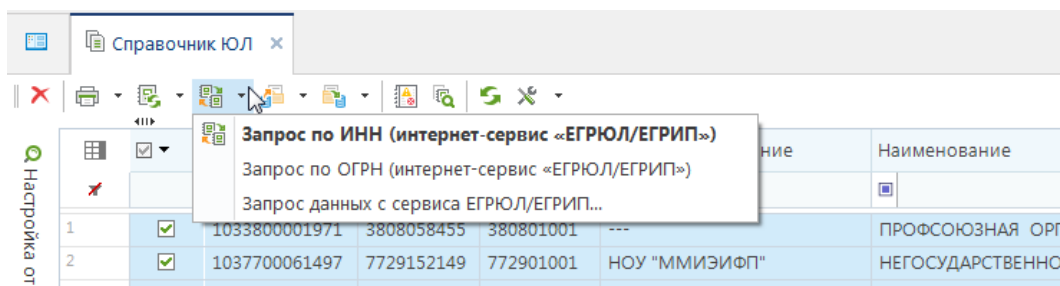 Справочник ЮЛ
Запрос по ИНН (интернет-сервис «ЕГРЮЛ/ЕГРИП»)
Запрос по ОГРН (интернет-сервис «ЕГРЮЛ/ЕГРИП»)
Запрос данных с сервиса ЕГРЮЛ/ЕГРИП...
ние Наименование
1 1033800001971 3808058455 380801001 --- ПРОФСОЮЗНАЯ ОРГ
2 1037700061497 7729152149 772901001 НОУ "ММИЭИФП" НЕГОСУДАРСТВЕННО
Настройка от